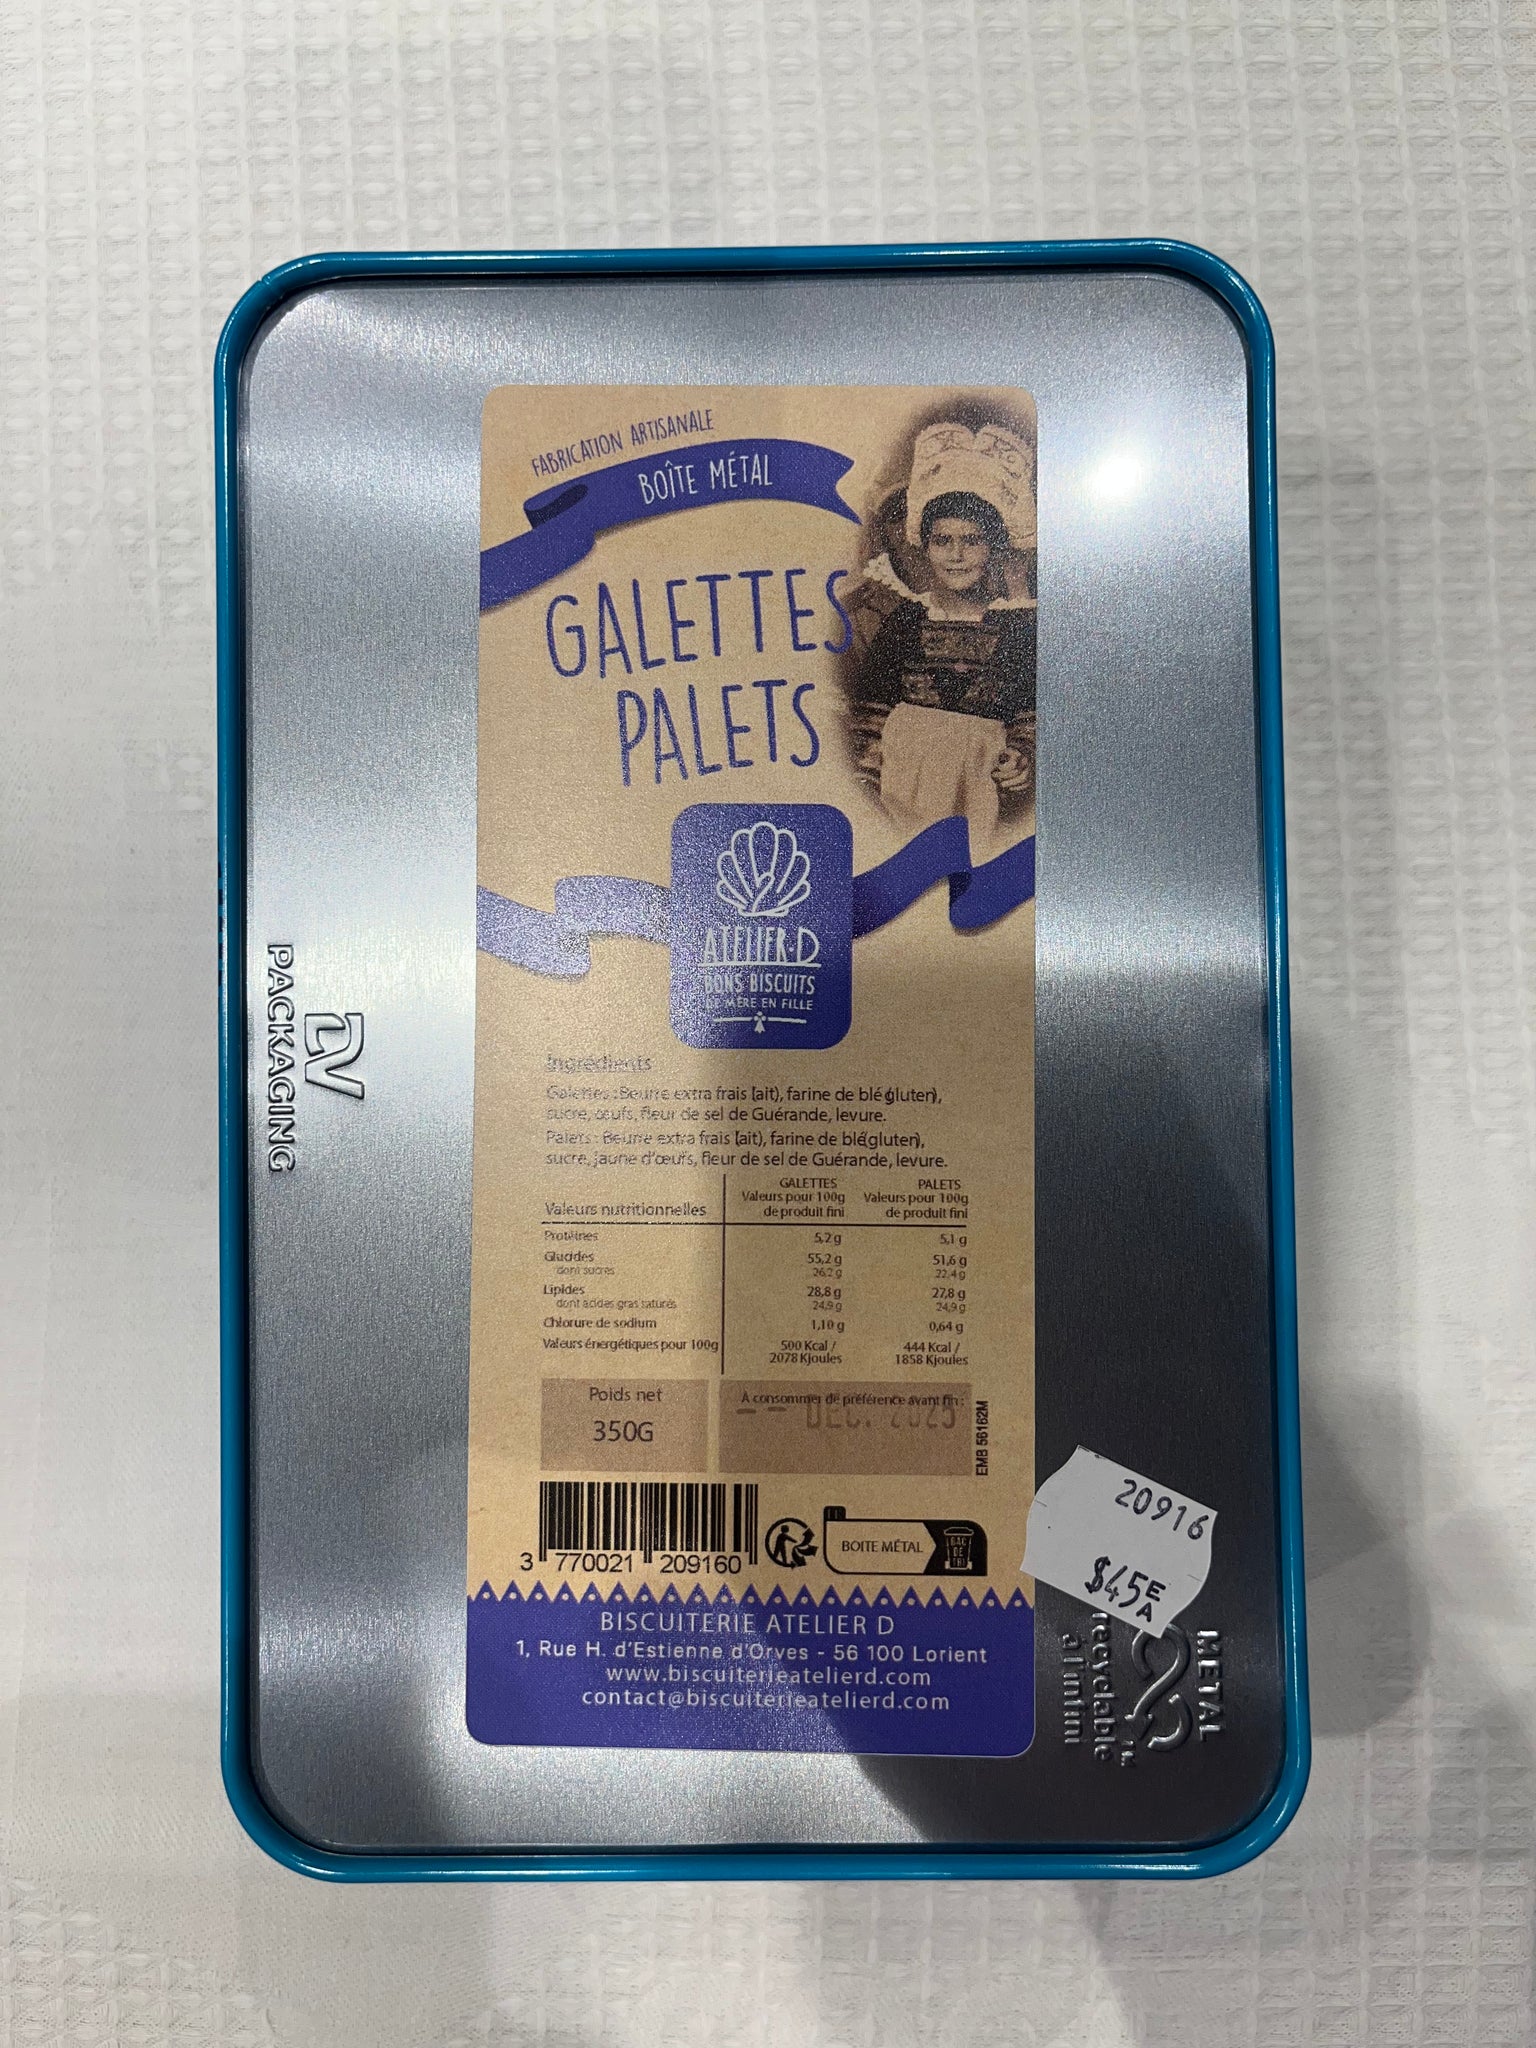 FABRICATION ARTISANALE
BOÎTE MÉTAL
GALETTES
PALETS
ATELIER·D
BONS BISCUITS
DE MÈRE EN FILLE
Ingrédients
Galettes : Beurre extra frais (lait), farine de blé (gluten),
sucre, œufs, fleur de sel de Guérande, levure.
Palets : Beurre extra frais (lait), farine de blé (gluten),
sucre, jaune d'œufs, fleur de sel de Guérande, levure.
GALETTES PALETS
Valeurs pour 100g Valeurs pour 100g
Valeurs nutritionnelles de produit fini de produit fini
Protéines 5,2 g 5,1 g
Glucides 55,2 g 51,6 g
dont sucres 26,2 g 22,4 g
Lipides 28,8 g 27,8 g
dont acides gras saturés 24,9 g 24,9 g
Chlorure de sodium 1,10 g 0,64 g
Valeurs énergétiques pour 100g 500 Kcal / 444 Kcal /
2078 Kjoules 1858 Kjoules
Poids net
350G
A consommer de préférence avant fin :
-- DEC. 2025
EMB 56162M
3 770021 209160
BOITE MÉTAL
BAC
DE
TRI
BISCUITERIE ATELIER D
1, Rue H. d'Estienne d'Orves - 56 100 Lorient
www.biscuiterieatelierd.com
contact@biscuiterieatelierd.com
PACKAGING
20916
$45 EA
METAL
recyclable
à l'infini